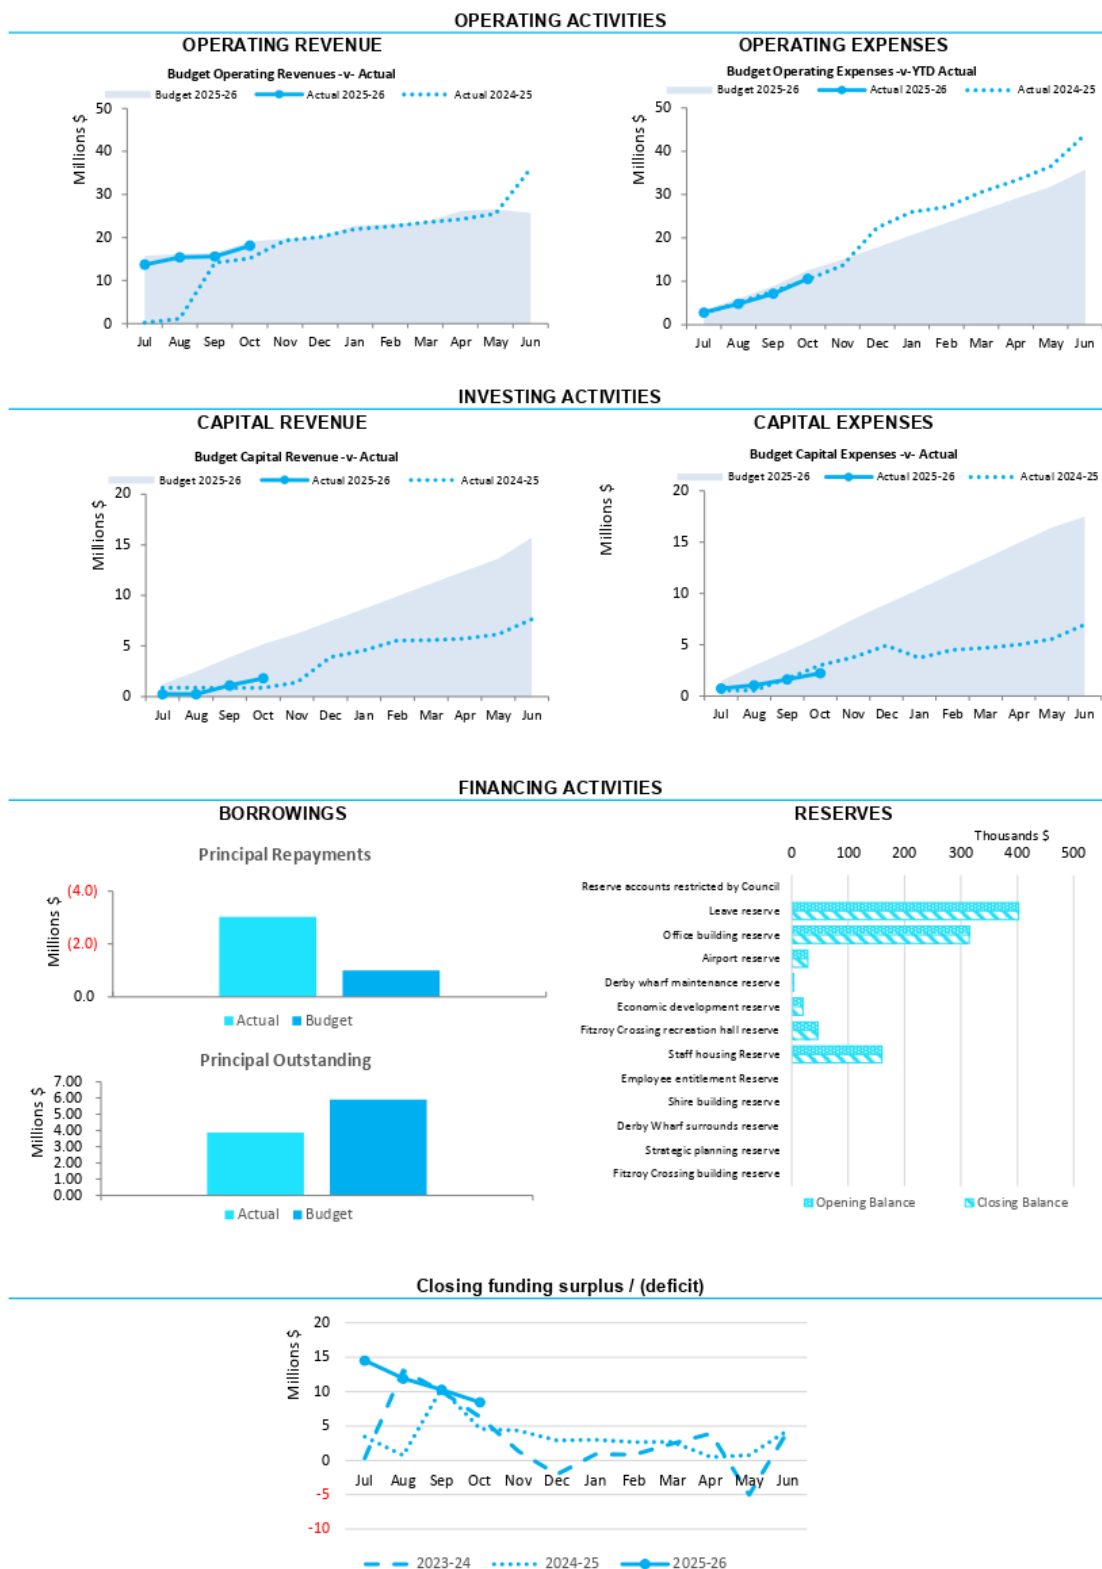 OPERATING ACTIVITIES
OPERATING REVENUE
Budget Operating Revenues -v- Actual
Budget 2025-26 Actual 2025-26 Actual 2024-25
Millions $
50
40
30
20
10
0
Jul Aug Sep Oct Nov Dec Jan Feb Mar Apr May Jun
OPERATING EXPENSES
Budget Operating Expenses -v-YTD Actual
Budget 2025-26 Actual 2025-26 Actual 2024-25
Millions $
50
40
30
20
10
0
Jul Aug Sep Oct Nov Dec Jan Feb Mar Apr May Jun
INVESTING ACTIVITIES
CAPITAL REVENUE
Budget Capital Revenue -v- Actual
Budget 2025-26 Actual 2025-26 Actual 2024-25
Millions $
20
15
10
5
0
Jul Aug Sep Oct Nov Dec Jan Feb Mar Apr May Jun
CAPITAL EXPENSES
Budget Capital Expenses -v- Actual
Budget 2025-26 Actual 2025-26 Actual 2024-25
Millions $
20
15
10
5
0
Jul Aug Sep Oct Nov Dec Jan Feb Mar Apr May Jun
FINANCING ACTIVITIES
BORROWINGS
Principal Repayments
Millions $
(4.0)
(2.0)
0.0
Actual Budget
Principal Outstanding
Millions $
7.00
6.00
5.00
4.00
3.00
2.00
1.00
0.00
Actual Budget
RESERVES
Thousands $
0 100 200 300 400 500
Reserve accounts restricted by Council
Leave reserve
Office building reserve
Airport reserve
Derby wharf maintenance reserve
Economic development reserve
Fitzroy Crossing recreation hall reserve
Staff housing Reserve
Employee entitlement Reserve
Shire building reserve
Derby Wharf surrounds reserve
Strategic planning reserve
Fitzroy Crossing building reserve
Opening Balance Closing Balance
Closing funding surplus / (deficit)
Millions $
20
15
10
5
0
-5
-10
Jul Aug Sep Oct Nov Dec Jan Feb Mar Apr May Jun
2023-24 2024-25 2025-26